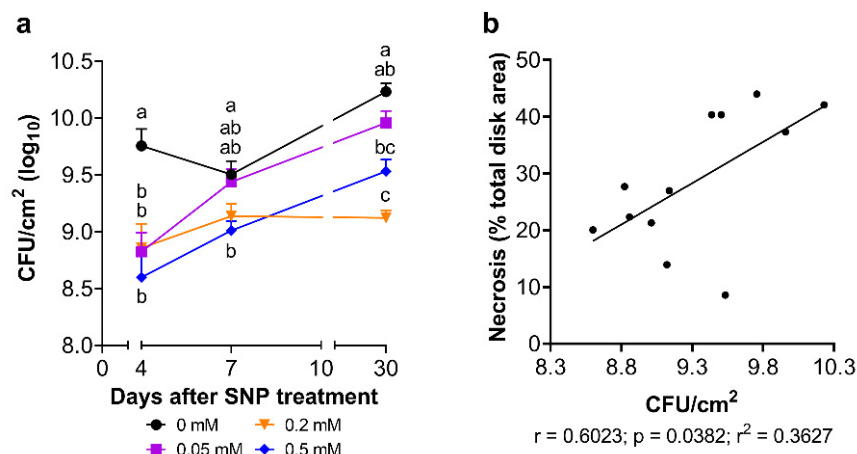 a
CFU/cm² (log₁₀)
10.5
10.0
9.5
9.0
8.5
8.0
a
b
b
b
a
ab
ab
b
a
ab
bc
c
0 4 7 10 30
Days after SNP treatment
0 mM 0.2 mM
0.05 mM 0.5 mM
b
Necrosis (% total disk area)
50
40
30
20
10
0
8.3 8.8 9.3 9.8 10.3
CFU/cm²
r = 0.6023; p = 0.0382; r² = 0.3627